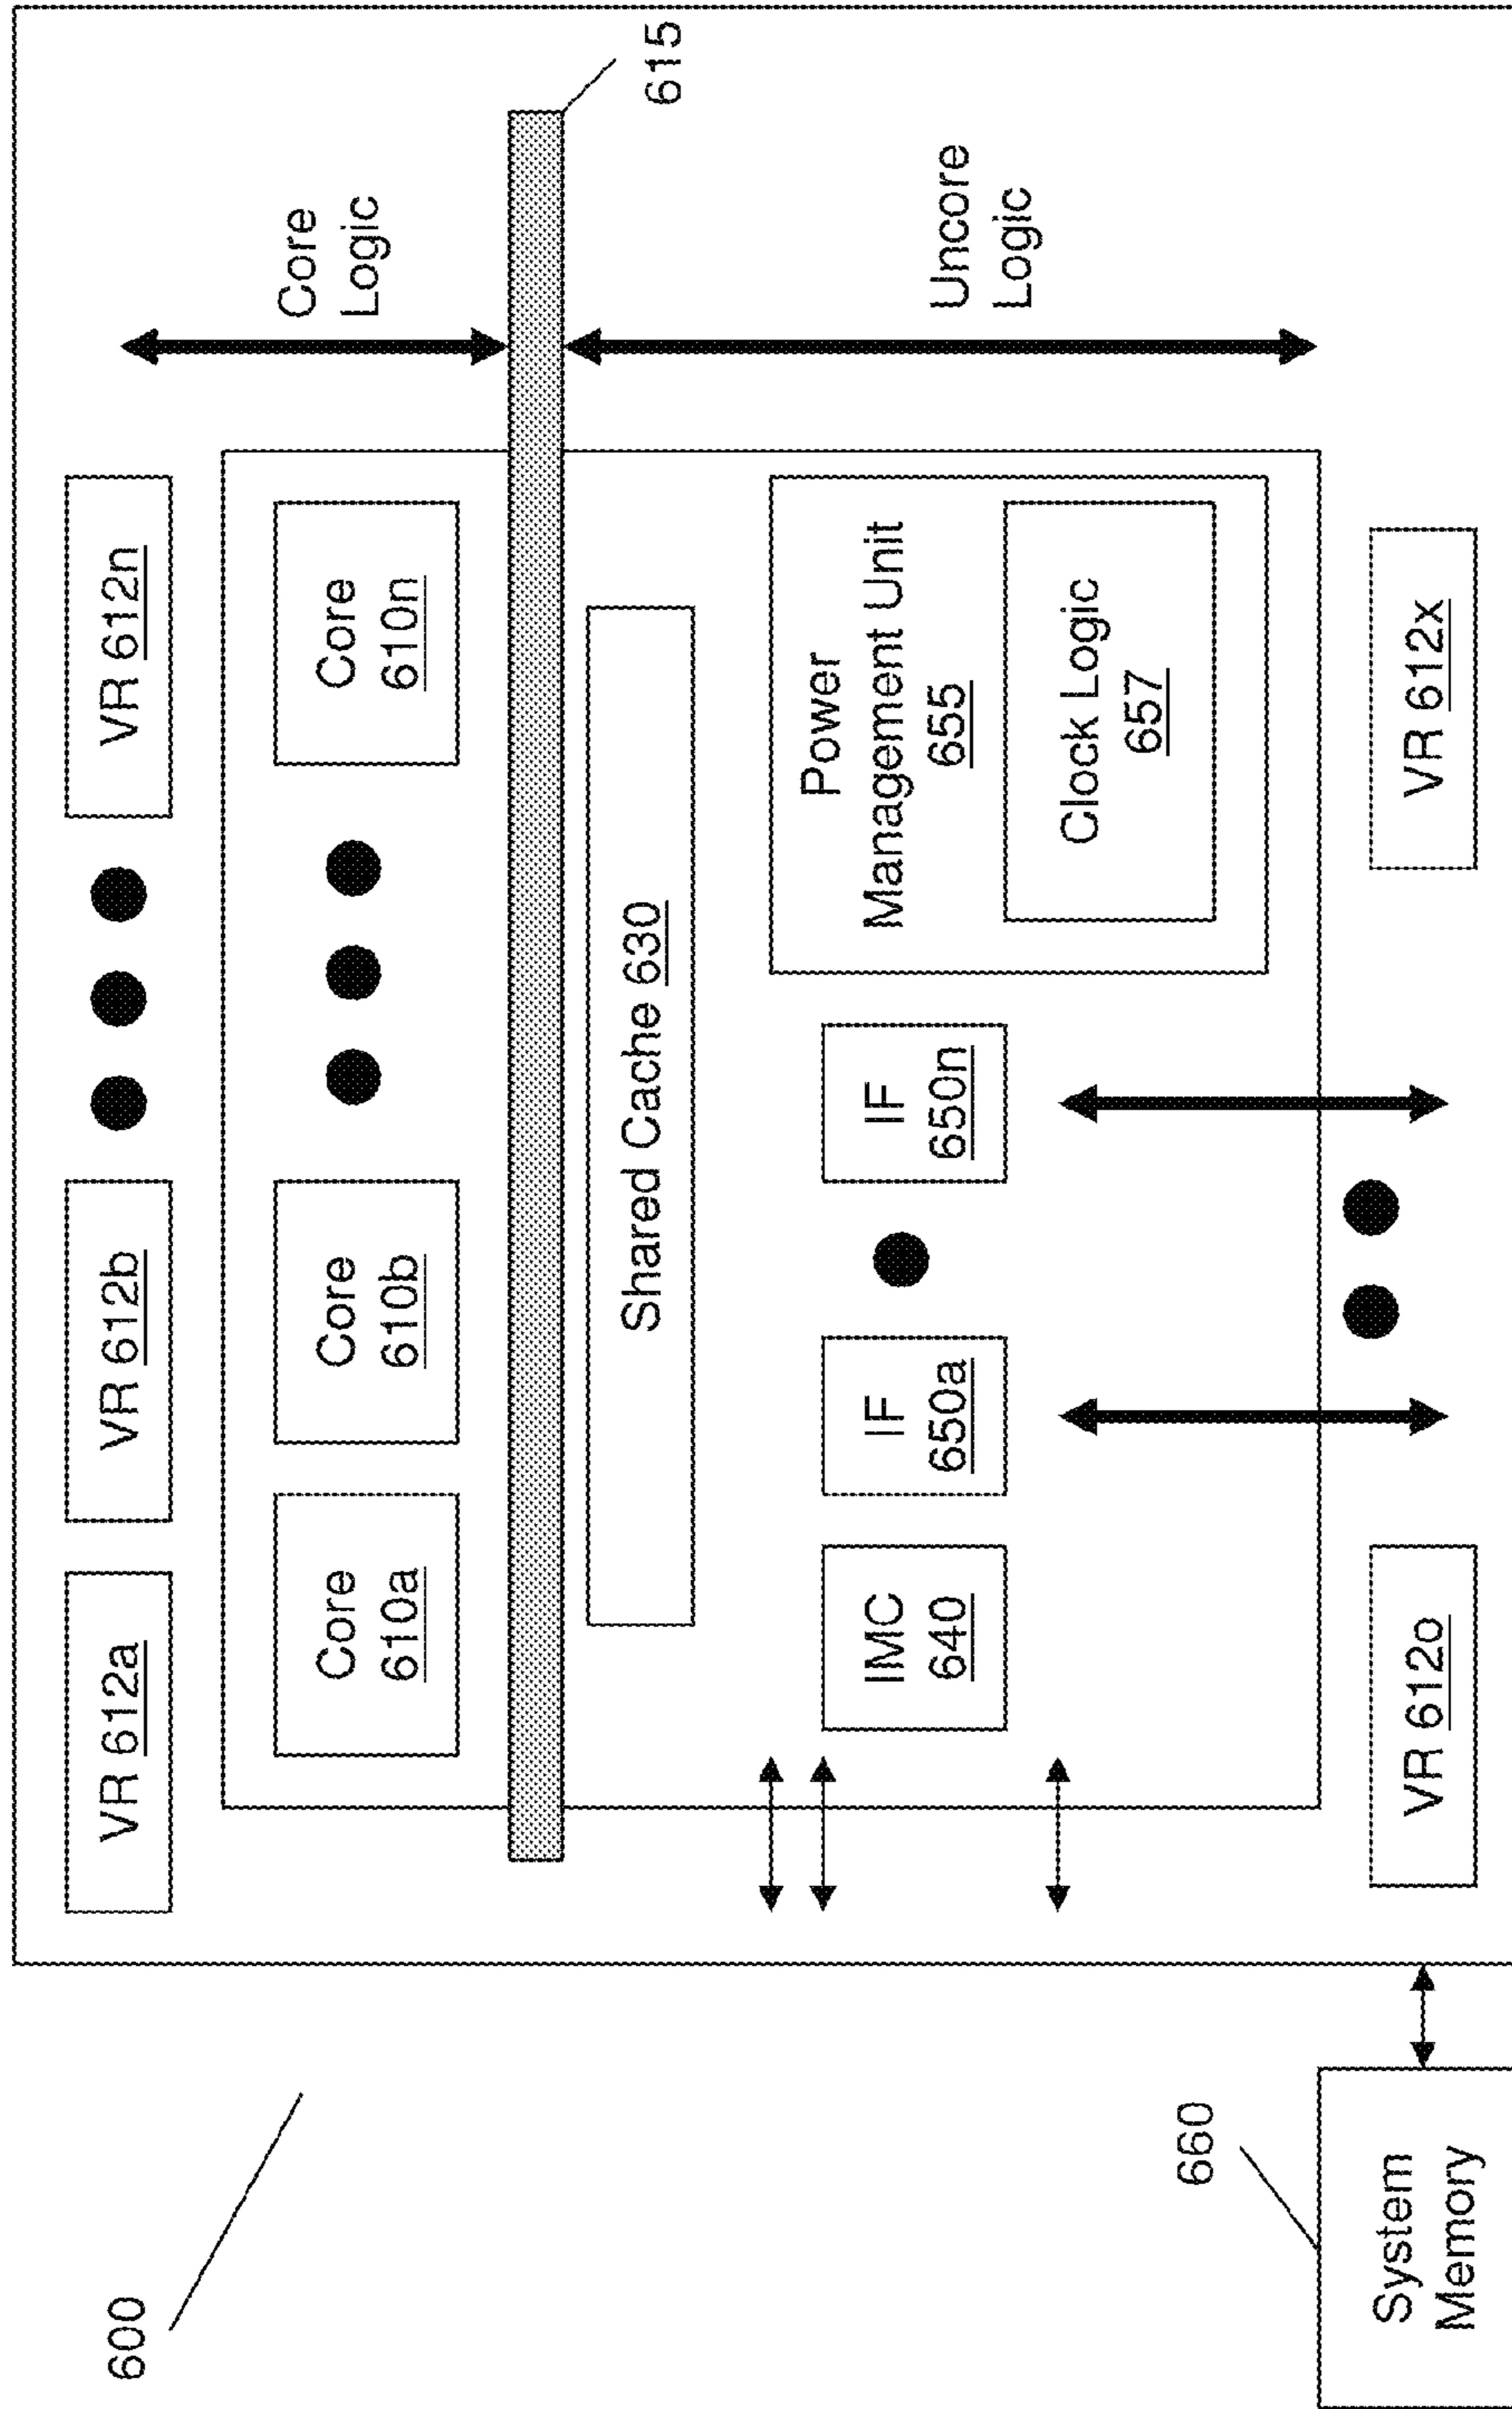 600
VR 612a
VR 612b
VR 612n
Core
610a
Core
610b
Core
610n
Core
Logic
615
Shared Cache 630
Uncore
Logic
IMC
640
IF
650a
IF
650n
Power
Management Unit
655
Clock Logic
657
VR 612o
VR 612x
660
System
Memory